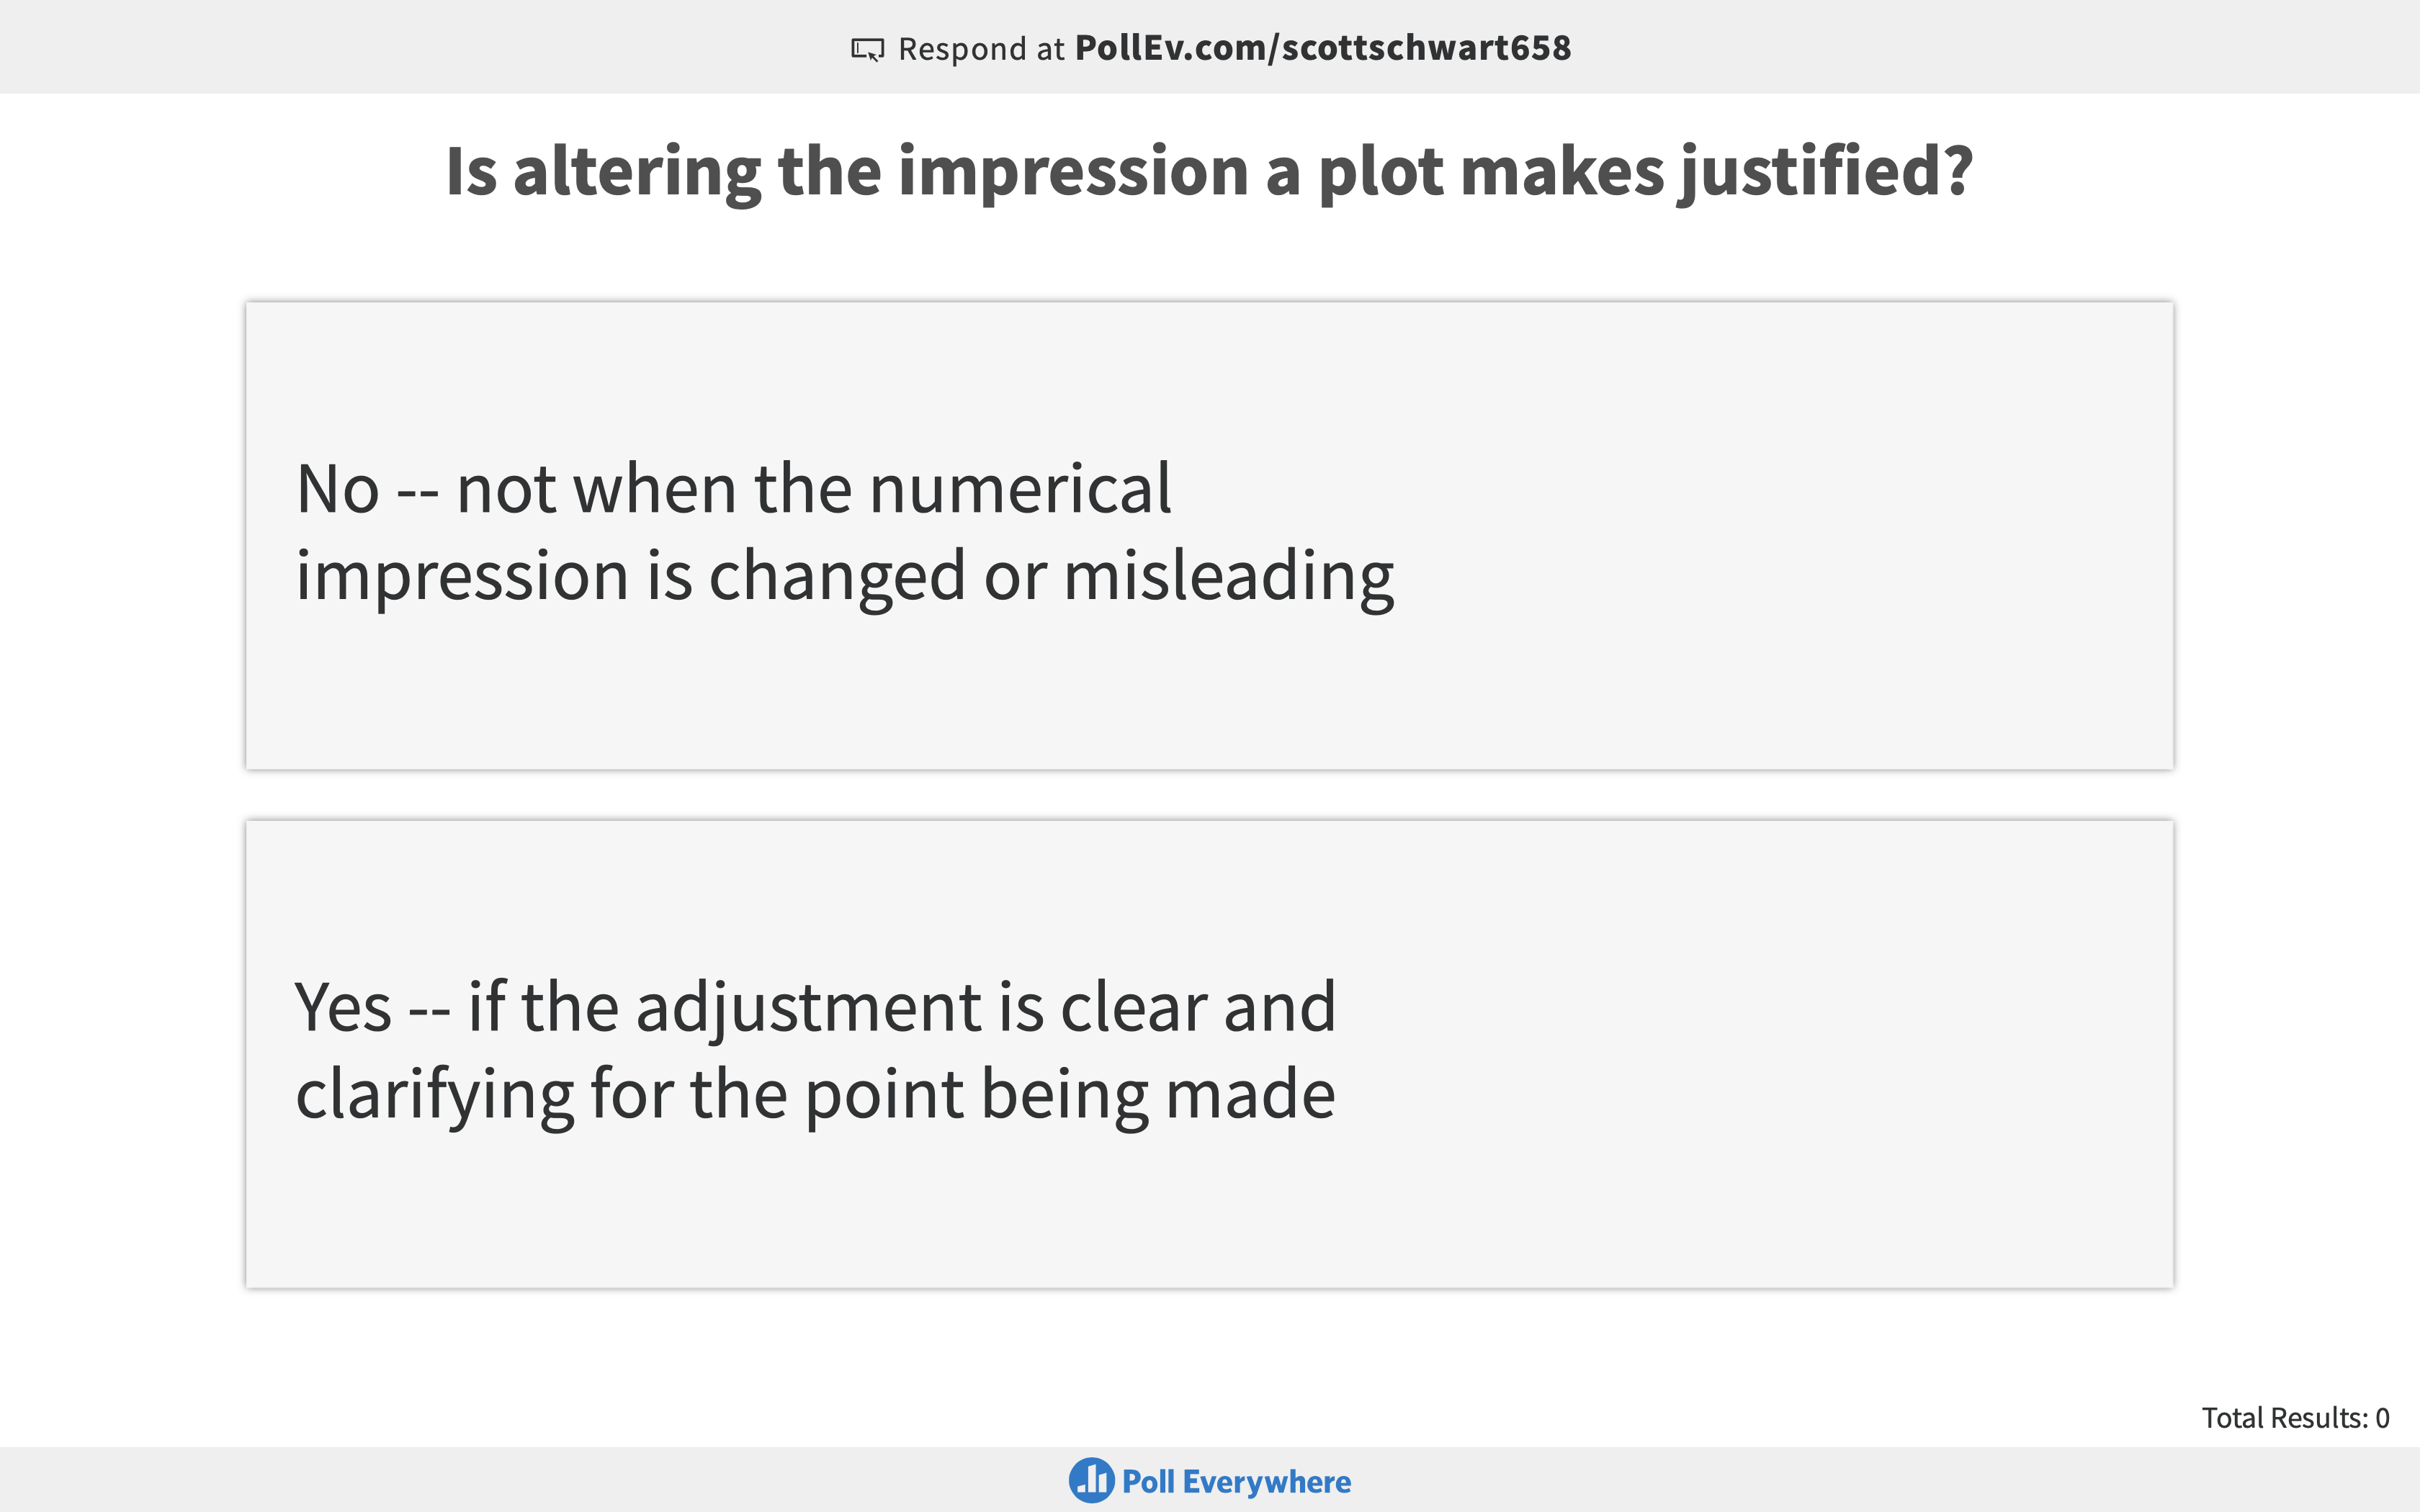 Respond at PollEv.com/scottschwart658
Is altering the impression a plot makes justified?
No -- not when the numerical
impression is changed or misleading
Yes -- if the adjustment is clear and
clarifying for the point being made
Total Results: 0
Poll Everywhere